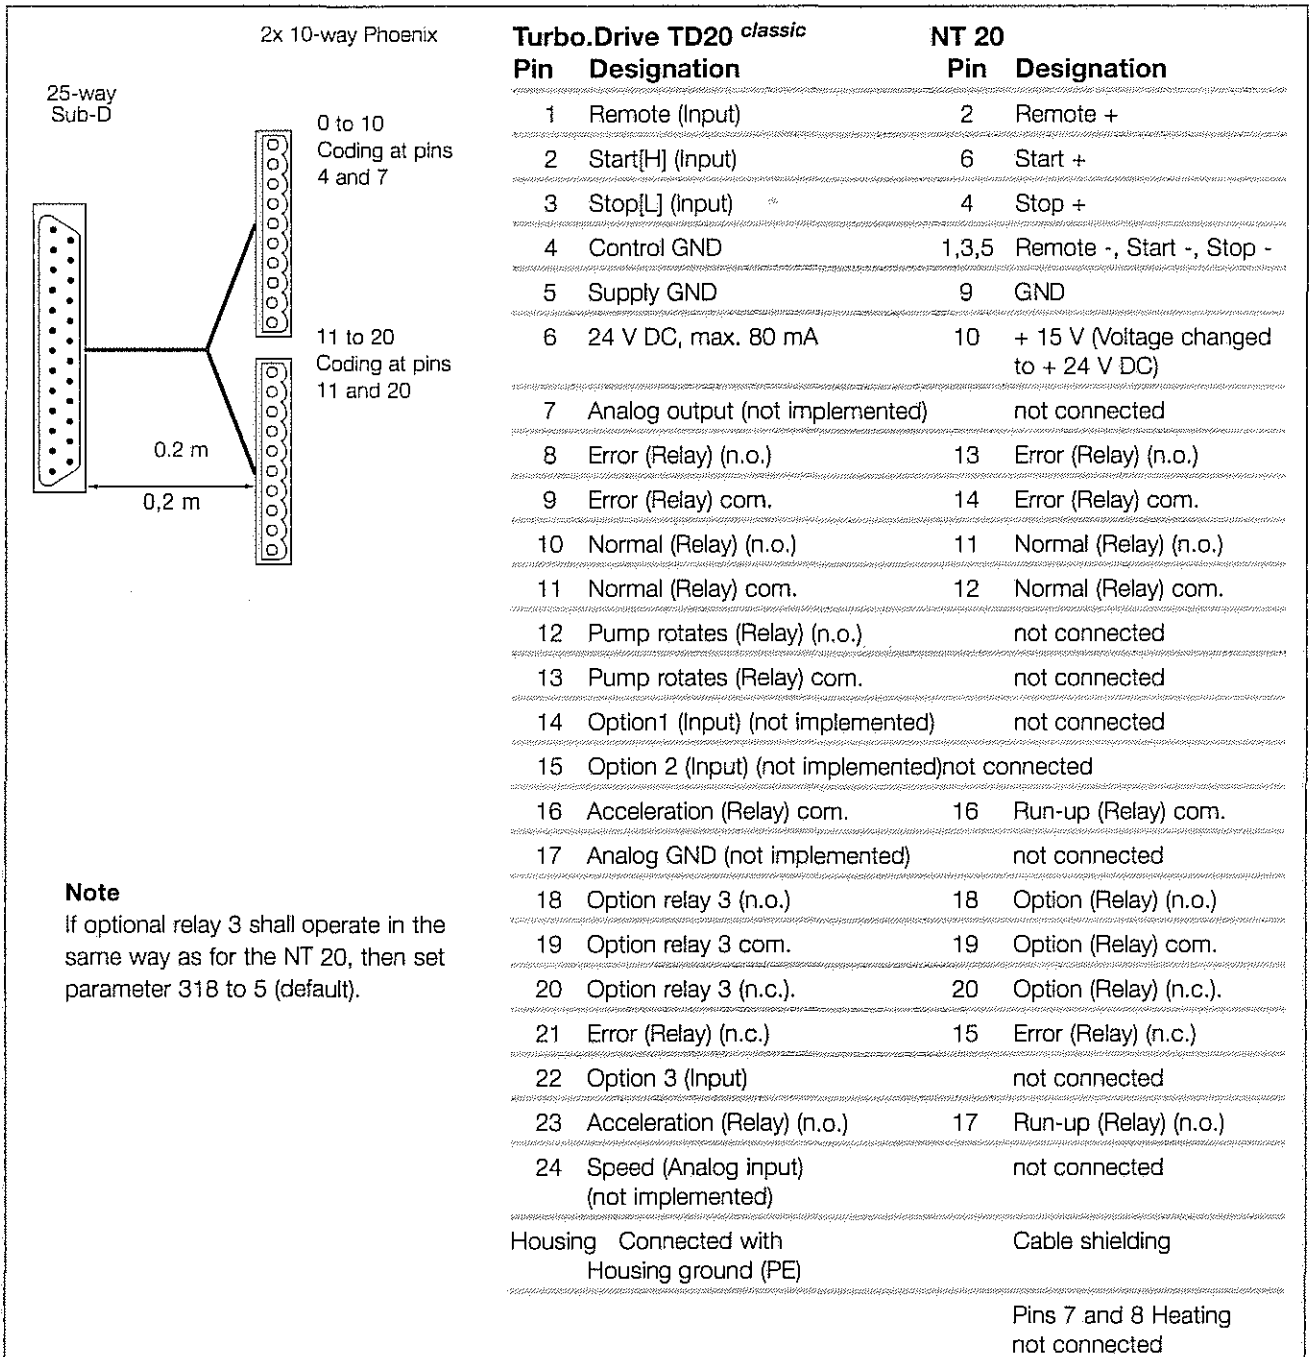 2x 10-way Phoenix
25-way
Sub-D
0 to 10
Coding at pins
4 and 7
11 to 20
Coding at pins
11 and 20
0.2 m
0,2 m
Note
If optional relay 3 shall operate in the
same way as for the NT 20, then set
parameter 318 to 5 (default).
Turbo.Drive TD20 classic NT 20
Pin Designation Pin Designation
1 Remote (Input) 2 Remote +
2 Start[H] (Input) 6 Start +
3 Stop[L] (Input) 4 Stop +
4 Control GND 1,3,5 Remote -, Start -, Stop -
5 Supply GND 9 GND
6 24 V DC, max. 80 mA 10 + 15 V (Voltage changed
to + 24 V DC)
7 Analog output (not implemented) not connected
8 Error (Relay) (n.o.) 13 Error (Relay) (n.o.)
9 Error (Relay) com. 14 Error (Relay) com.
10 Normal (Relay) (n.o.) 11 Normal (Relay) (n.o.)
11 Normal (Relay) com. 12 Normal (Relay) com.
12 Pump rotates (Relay) (n.o.) not connected
13 Pump rotates (Relay) com. not connected
14 Option1 (Input) (not implemented) not connected
15 Option 2 (Input) (not implemented)not connected
16 Acceleration (Relay) com. 16 Run-up (Relay) com.
17 Analog GND (not implemented) not connected
18 Option relay 3 (n.o.) 18 Option (Relay) (n.o.)
19 Option relay 3 com. 19 Option (Relay) com.
20 Option relay 3 (n.c.). 20 Option (Relay) (n.c.).
21 Error (Relay) (n.c.) 15 Error (Relay) (n.c.)
22 Option 3 (Input) not connected
23 Acceleration (Relay) (n.o.) 17 Run-up (Relay) (n.o.)
24 Speed (Analog input) not connected
(not implemented)
Housing Connected with Cable shielding
Housing ground (PE)
Pins 7 and 8 Heating
not connected